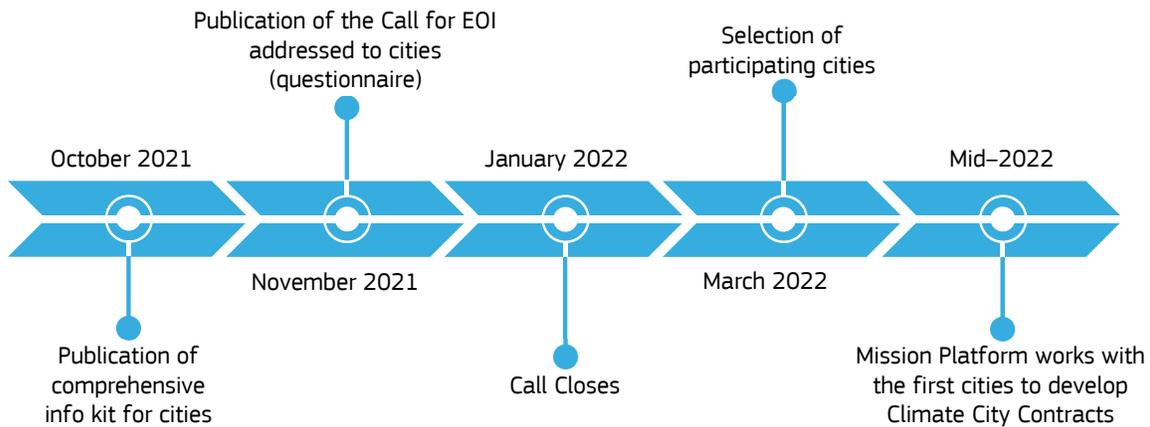 Publication of the Call for EOI
addressed to cities
(questionnaire)
Selection of
participating cities
October 2021
January 2022
Mid–2022
November 2021
March 2022
Publication of
comprehensive
info kit for cities
Call Closes
Mission Platform works with
the first cities to develop
Climate City Contracts